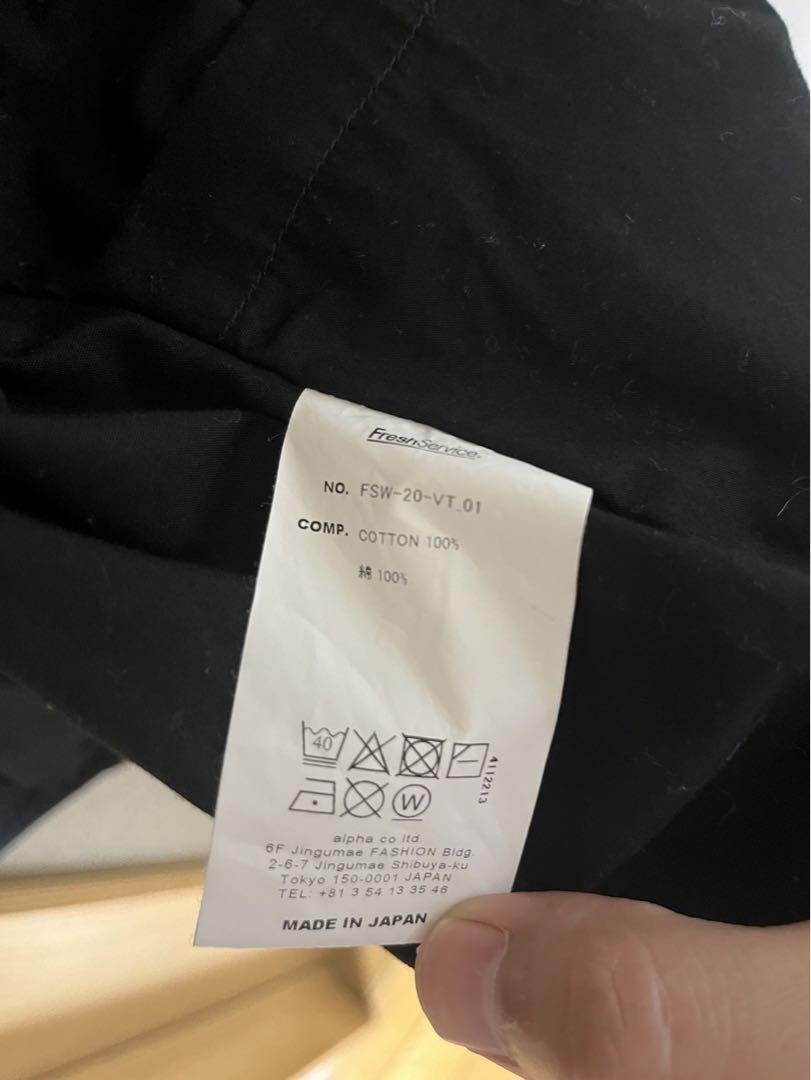 FreshService.
NO. FSW-20-VT_01
COMP. COTTON 100%
綿 100%
40
W
4112213
alpha co ltd.
6F Jingumae FASHION Bldg.
2-6-7 Jingumae Shibuya-ku
Tokyo 150-0001 JAPAN
TEL: +81 3 54 13 35 46
MADE IN JAPAN